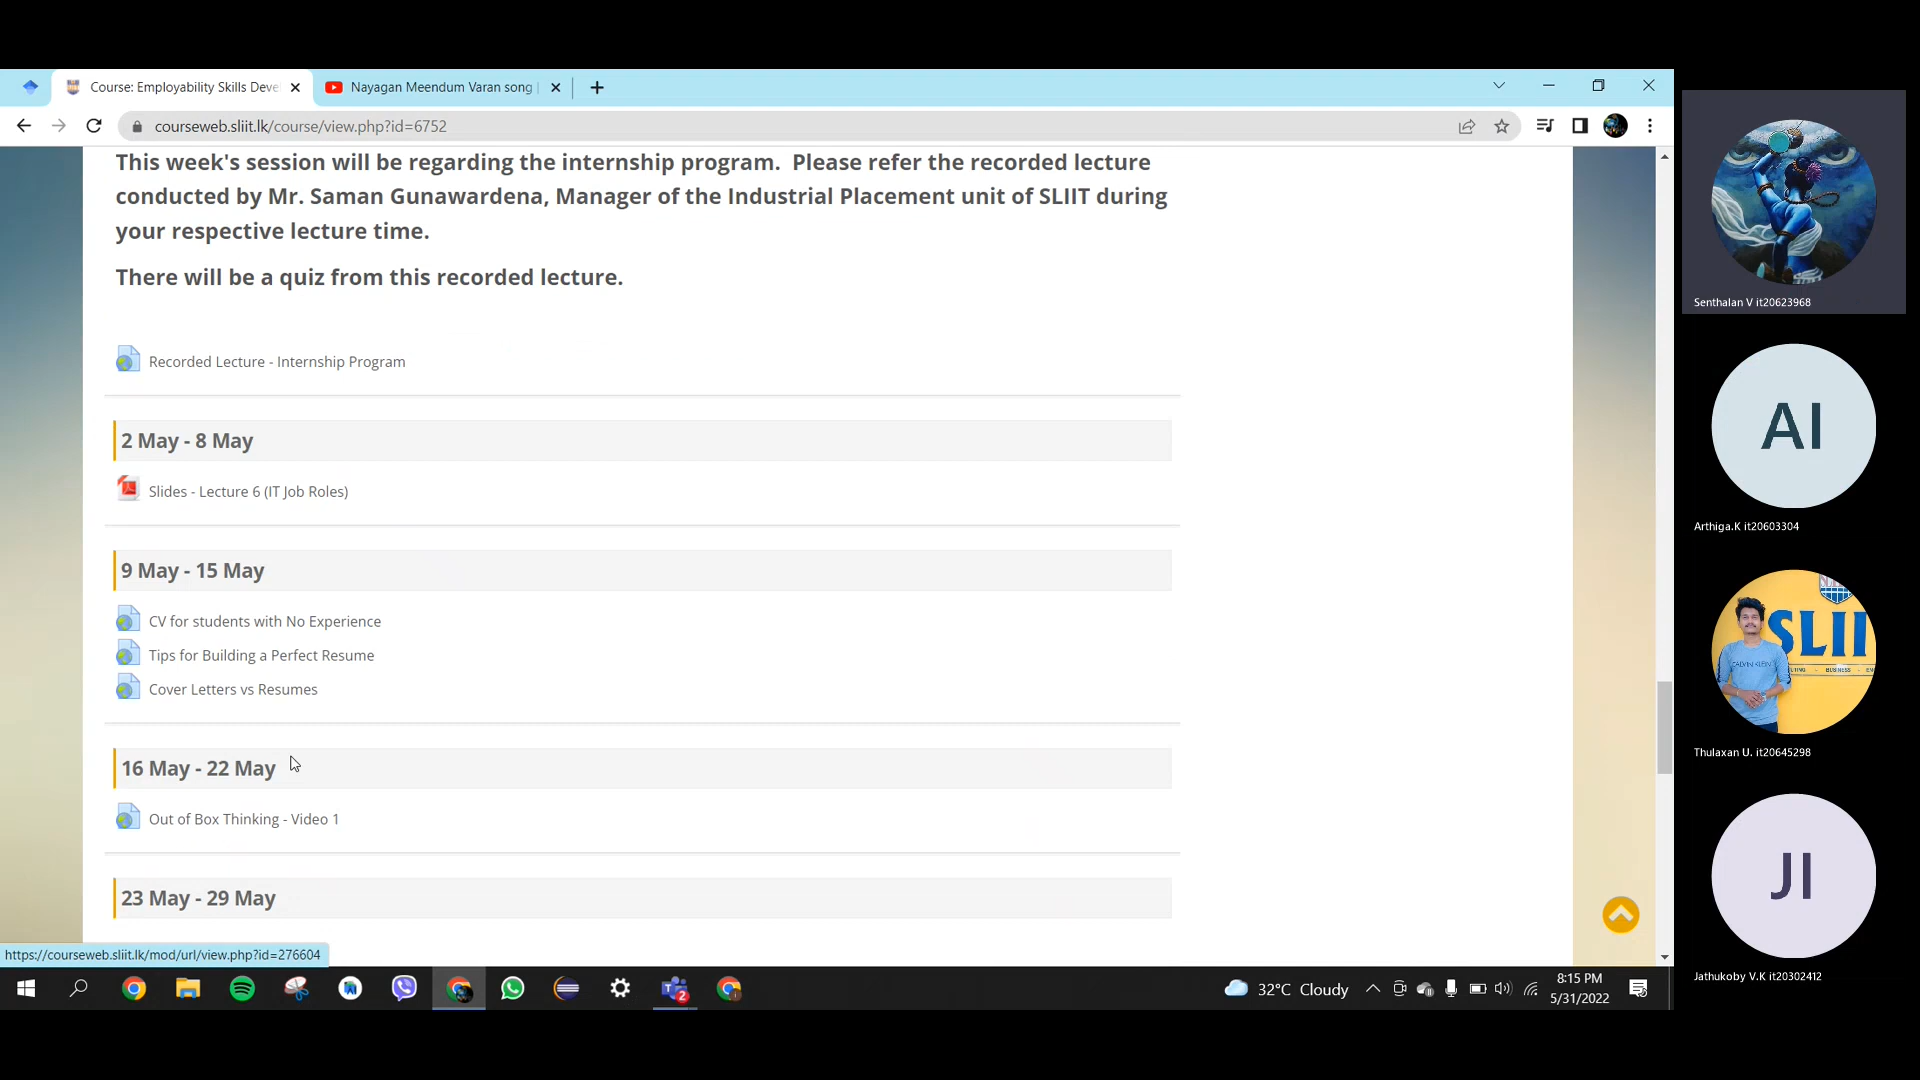 Course: Employability Skills Deve
Nayagan Meendum Varan song
courseweb.sliit.lk/course/view.php?id=6752
This week's session will be regarding the internship program.  Please refer the recorded lecture
conducted by Mr. Saman Gunawardena, Manager of the Industrial Placement unit of SLIIT during
your respective lecture time.
There will be a quiz from this recorded lecture.
Recorded Lecture - Internship Program
2 May - 8 May
Slides - Lecture 6 (IT Job Roles)
9 May - 15 May
CV for students with No Experience
Tips for Building a Perfect Resume
Cover Letters vs Resumes
16 May - 22 May
Out of Box Thinking - Video 1
23 May - 29 May
https://courseweb.sliit.lk/mod/url/view.php?id=276604
2
32°C Cloudy
8:15 PM
5/31/2022
Senthalan V it20623968
AI
Arthiga.K it20603304
SLII
CALVIN KLEIN
Thulaxan U. it20645298
JI
Jathukoby V.K it20302412